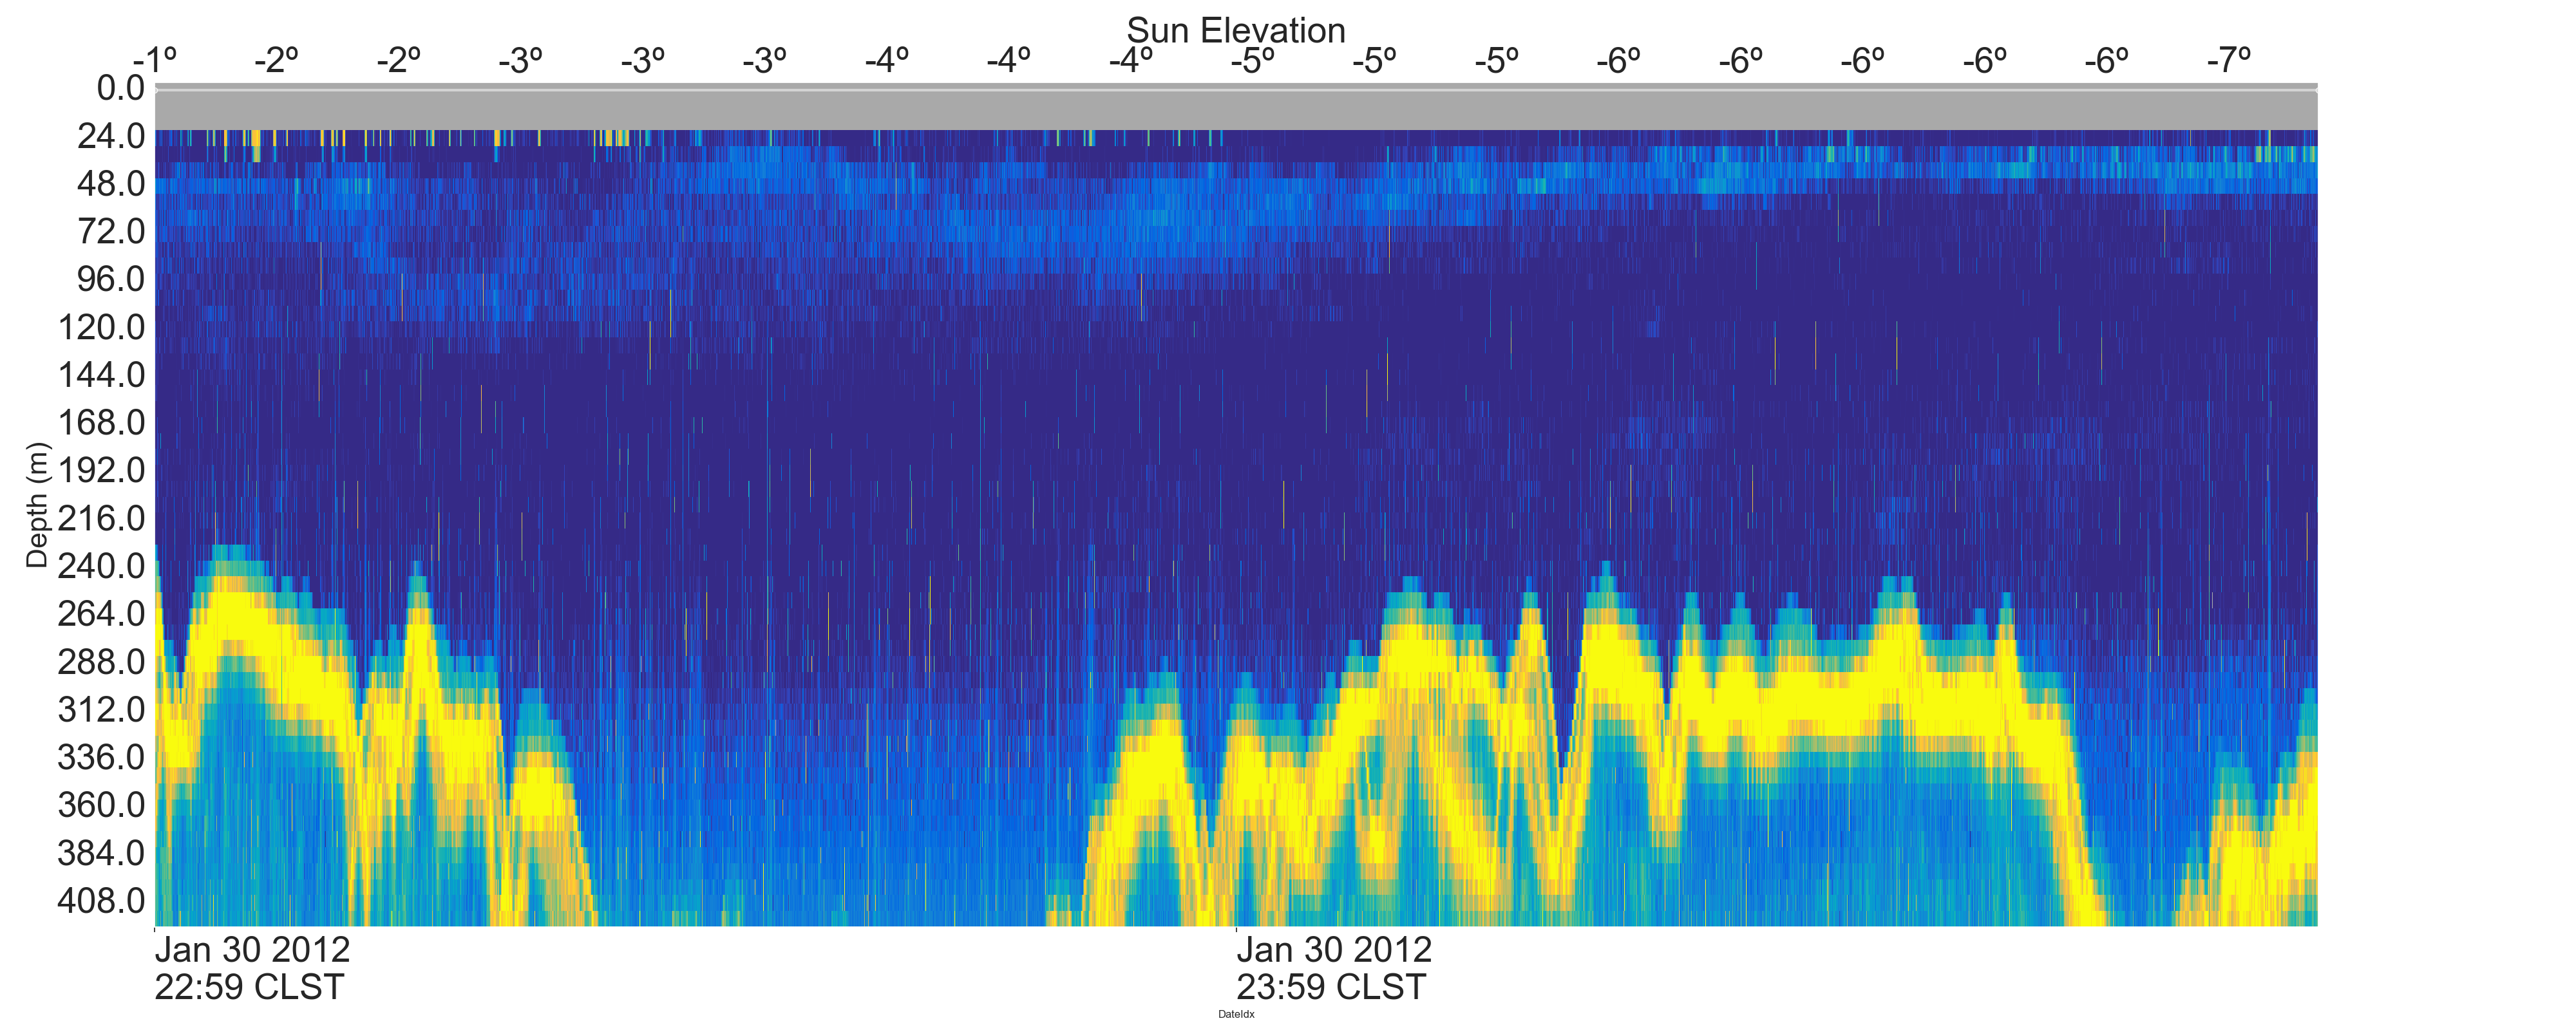 Sun Elevation
-1º -2º -2º -3º -3º -3º -4º -4º -4º -5º -5º -5º -6º -6º -6º -6º -6º -7º
0.0
24.0
48.0
72.0
96.0
120.0
144.0
168.0
192.0
216.0
240.0
264.0
288.0
312.0
336.0
360.0
384.0
408.0
Depth (m)
Jan 30 2012
22:59 CLST
Jan 30 2012
23:59 CLST
DateIdx